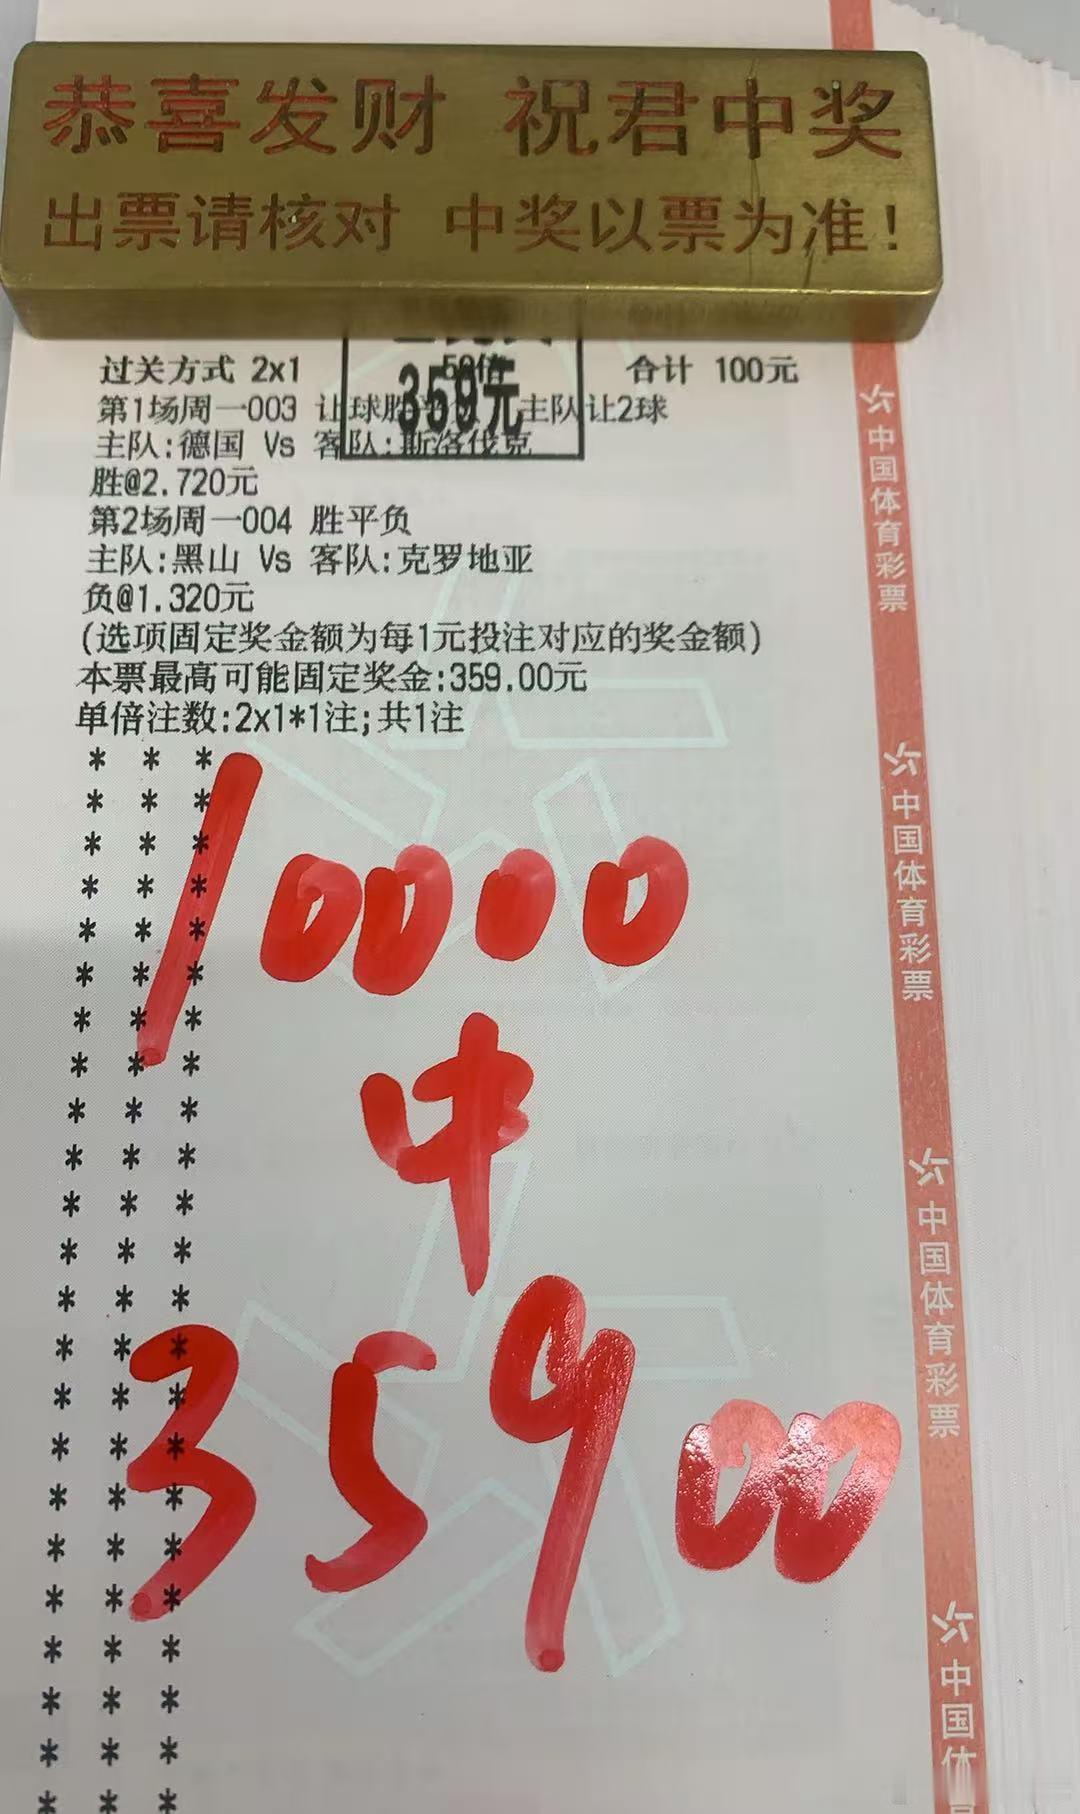 恭喜发财 祝君中奖
出票请核对 中奖以票为准！
过关方式 2x1 50倍 合计 100元
359元
第1场周一003 让球胜平负 主队让2球
主队:德国 Vs 客队:斯洛伐克
胜@2.720元
第2场周一004 胜平负
主队:黑山 Vs 客队:克罗地亚
负@1.320元
(选项固定奖金额为每1元投注对应的奖金额)
本票最高可能固定奖金:359.00元
单倍注数:2x1*1注;共1注
10000
中
35900
中国体育彩票
中国体育彩票
中国体育彩票
中国体